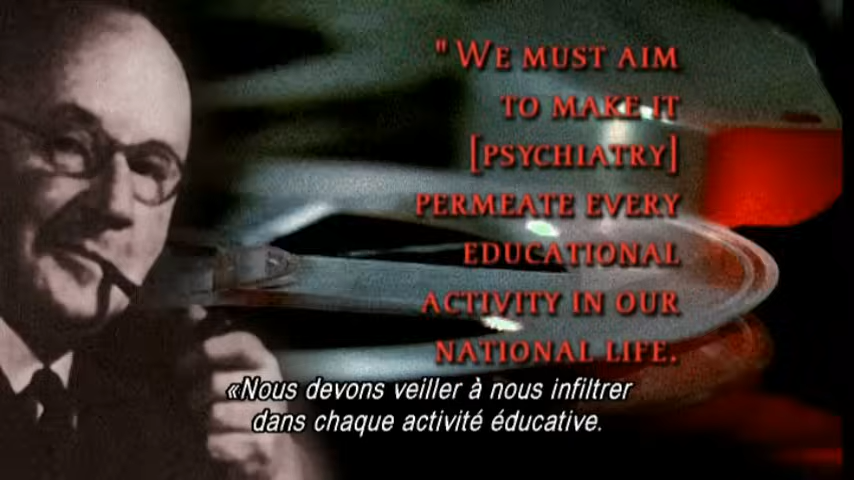 "WE MUST AIM
TO MAKE IT
[PSYCHIATRY]
PERMEATE EVERY
EDUCATIONAL
ACTIVITY IN OUR
NATIONAL LIFE.
«Nous devons veiller à nous infiltrer
dans chaque activité éducative.